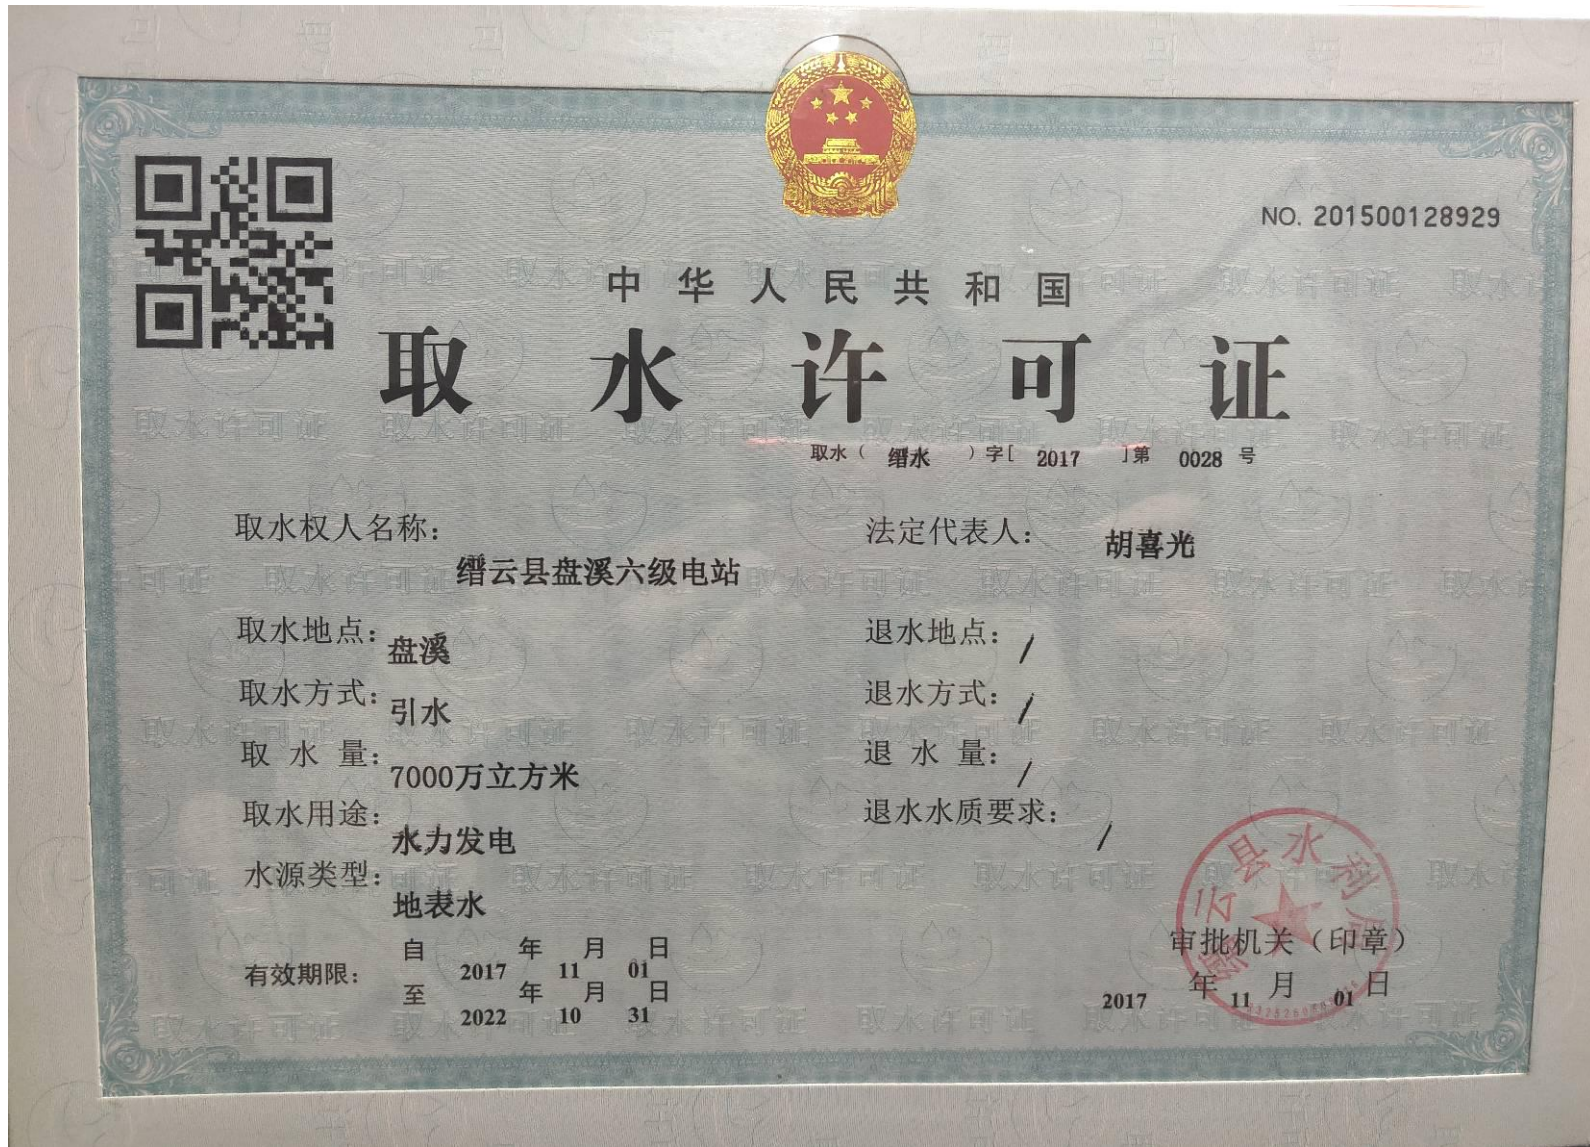 NO. 201500128929
中华人民共和国
取水许可证
取水（缙水）字[2017]第0028号
取水权人名称：缙云县盘溪六级电站
法定代表人：胡喜光
取水地点：盘溪
退水地点：/
取水方式：引水
退水方式：/
取水量：7000万立方米
退水量：/
取水用途：水力发电
退水水质要求：/
水源类型：地表水
有效期限：
自2017年11月01日
至2022年10月31日
缙云县水利局
审批机关（印章）
2017年11月01日